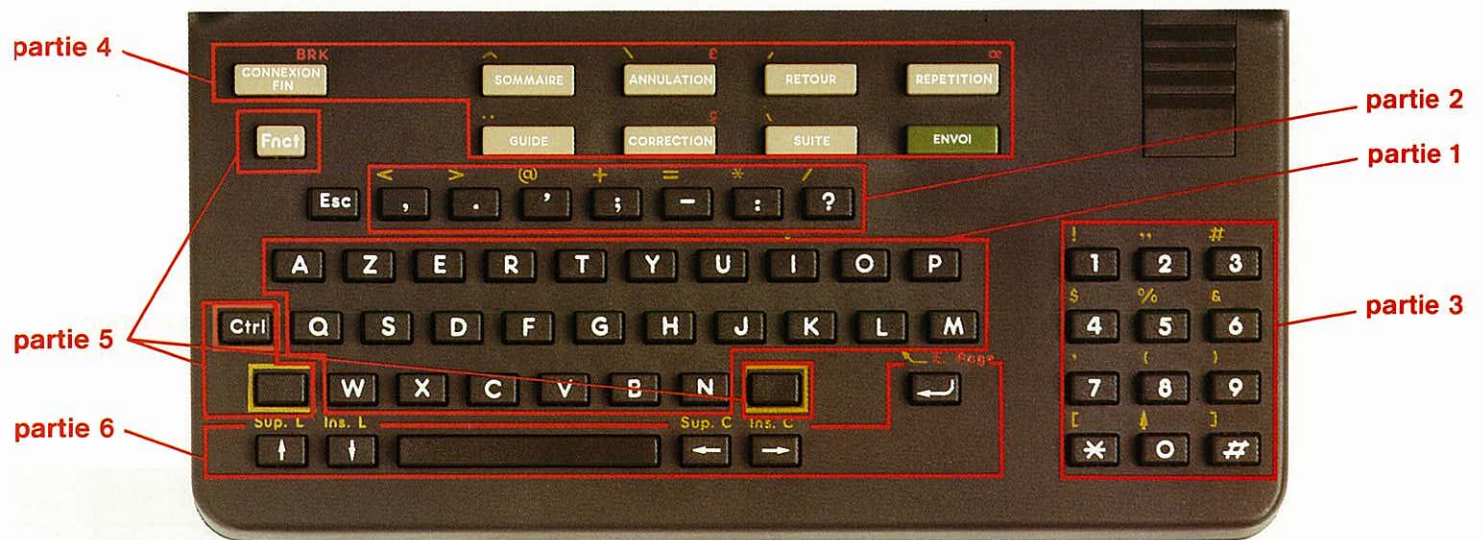 partie 4
BRK
CONNEXION
FIN
^ \ £ ´ œ
SOMMAIRE ANNULATION RETOUR REPETITION
partie 2
¨ ç `
Fnct GUIDE CORRECTION SUITE ENVOI
partie 1
< > @ + = * /
Esc , . ' ; - : ?
A Z E R T Y U I O P
! " #
1 2 3
partie 3
$ % &
Ctrl Q S D F G H J K L M
4 5 6
partie 5
E. Page
' ( )
W X C V B N ↵
7 8 9
partie 6
Sup. L Ins. L Sup. C Ins. C
[ ↑ ]
↑ ↓ ← →
* 0 #